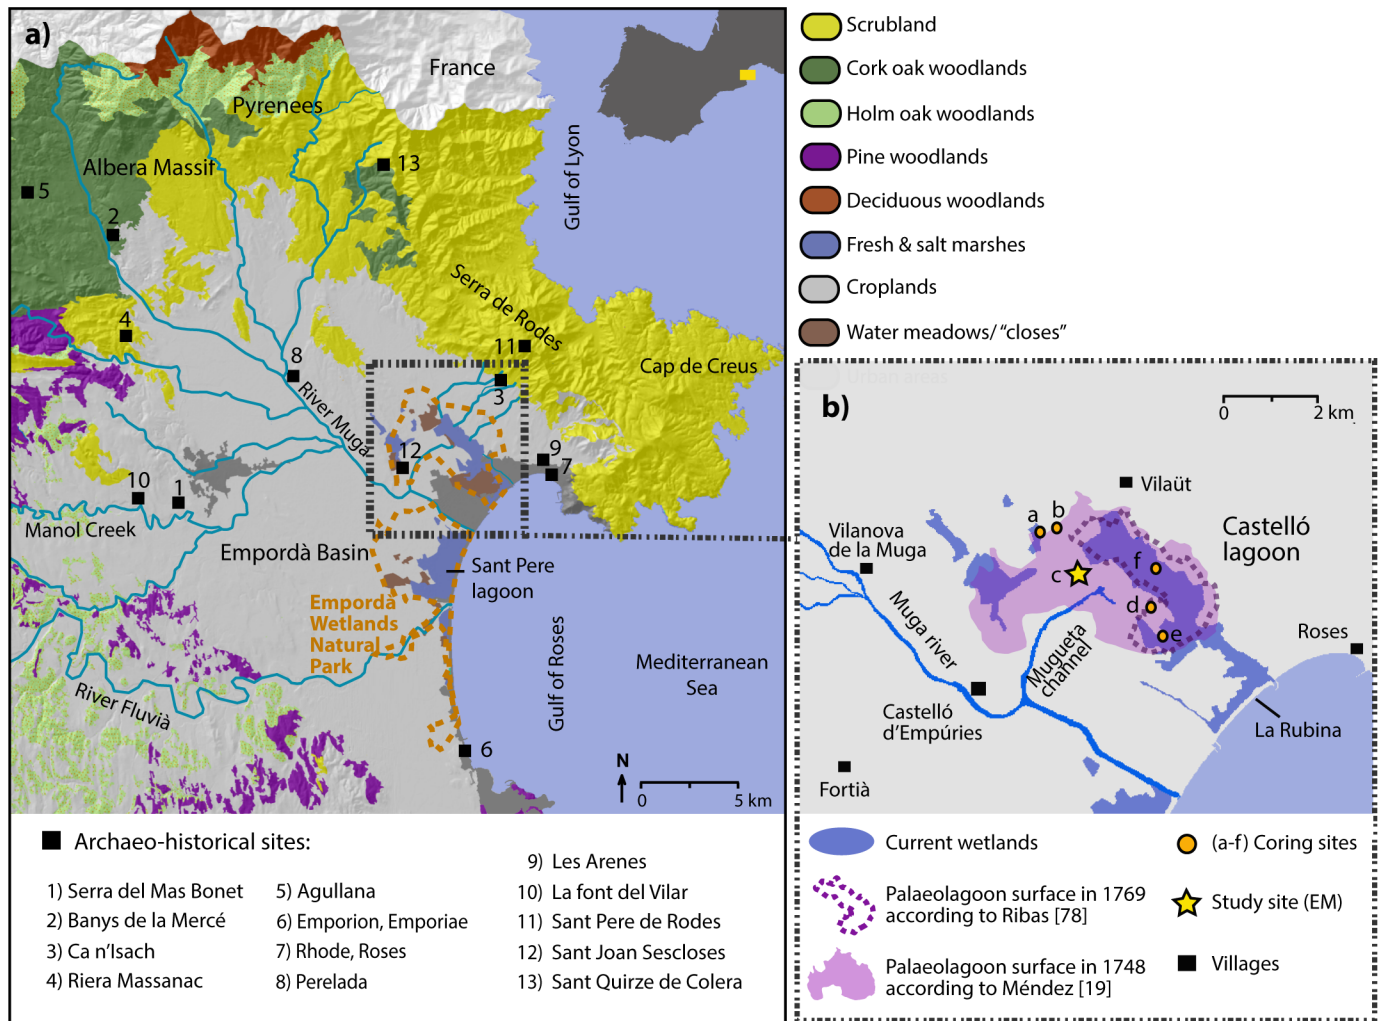 a)
France
Pyrenees
Albera Massif
Gulf of Lyon
13
5
2
Serra de Rodes
4
11
8
Cap de Creus
3
River Muga
9
12
7
10
1
Manol Creek
Empordà Basin
Sant Pere
lagoon
Empordà
Wetlands
Natural
Park
Gulf of Roses
Mediterranean
Sea
River Fluvià
6
N
0
5 km
Archaeo-historical sites:
1) Serra del Mas Bonet
2) Banys de la Mercé
3) Ca n’Isach
4) Riera Massanac
5) Agullana
6) Emporion, Emporiae
7) Rhode, Roses
8) Perelada
9) Les Arenes
10) La font del Vilar
11) Sant Pere de Rodes
12) Sant Joan Sescloses
13) Sant Quirze de Colera
Scrubland
Cork oak woodlands
Holm oak woodlands
Pine woodlands
Deciduous woodlands
Fresh & salt marshes
Croplands
Water meadows/ “closes”
Urban areas
b)
0
2 km
Vilaüt
a
b
Castelló
lagoon
Vilanova
de la Muga
c
f
d
e
Muga river
Mugueta
channel
Roses
Castelló
d’Empúries
La Rubina
Fortià
Current wetlands
Palaeolagoon surface in 1769
according to Ribas [78]
Palaeolagoon surface in 1748
according to Méndez [19]
(a-f) Coring sites
Study site (EM)
Villages